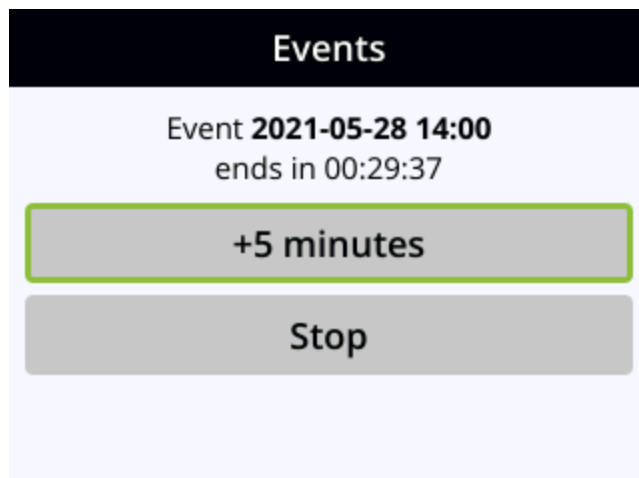 Events
Event 2021-05-28 14:00
ends in 00:29:37
+5 minutes
Stop